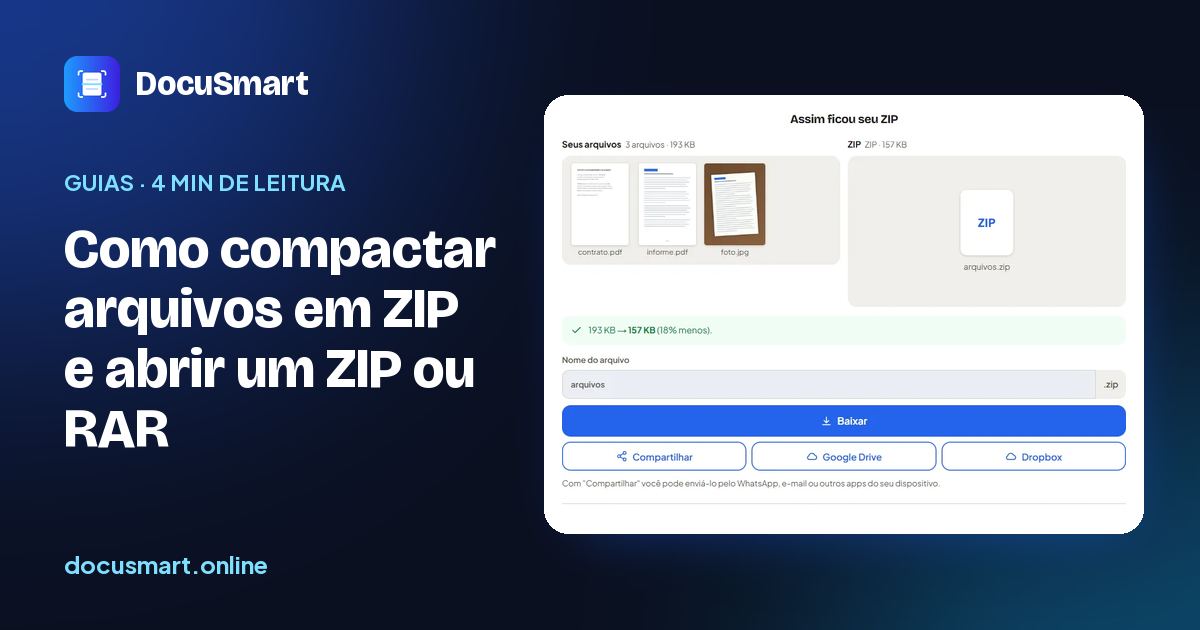 DocuSmart
GUIAS · 4 MIN DE LEITURA
Como compactar
arquivos em ZIP
e abrir um ZIP ou
RAR
docusmart.online
Assim ficou seu ZIP
Seus arquivos 3 arquivos · 193 KB
contrato.pdf
informe.pdf
foto.jpg
ZIP ZIP · 157 KB
ZIP
arquivos.zip
193 KB → 157 KB (18% menos).
Nome do arquivo
arquivos
.zip
Baixar
Compartilhar
Google Drive
Dropbox
Com "Compartilhar" você pode enviá-lo pelo WhatsApp, e-mail ou outros apps do seu dispositivo.